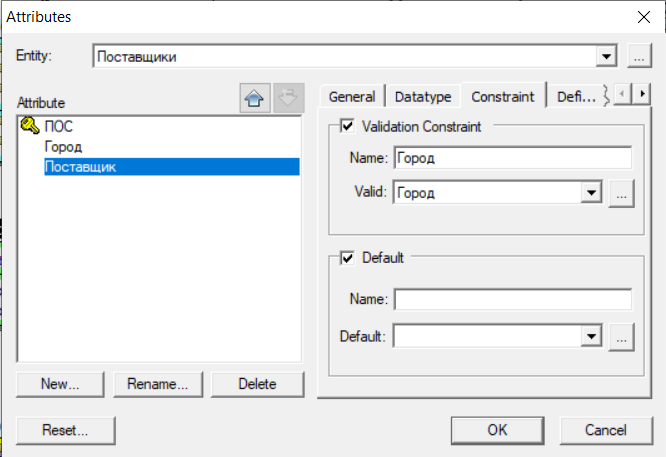 Attributes
Entity:
Поставщики
...
Attribute
ПОС
Город
Поставщик
New...
Rename...
Delete
General
Datatype
Constraint
Defi...
Validation Constraint
Name:
Город
Valid:
Город
...
Default
Name:
Default:
...
Reset...
OK
Cancel